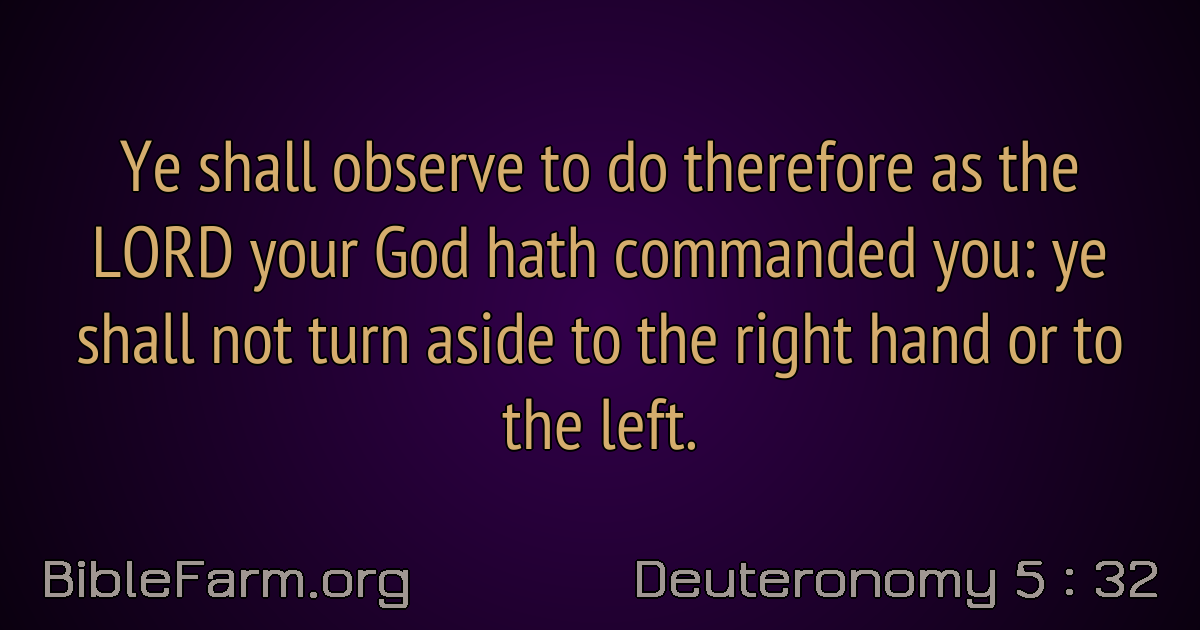 Ye shall observe to do therefore as the
LORD your God hath commanded you: ye
shall not turn aside to the right hand or to
the left.
BibleFarm.org
Deuteronomy 5 : 32